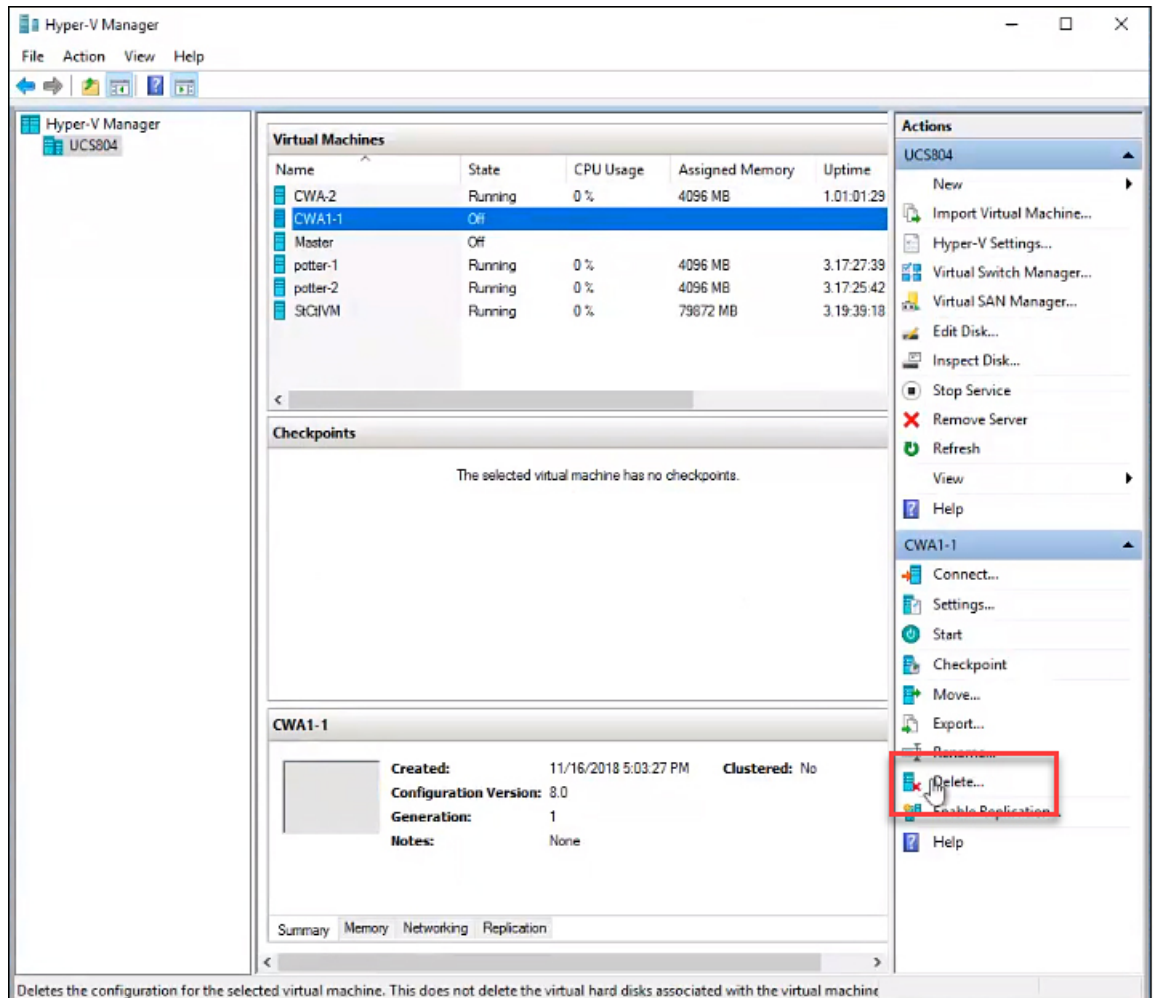 Hyper-V Manager
File Action View Help
Hyper-V Manager
UCS804
Virtual Machines
Name State CPU Usage Assigned Memory Uptime
CWA-2 Running 0 % 4096 MB 1.01:01:29
CWA1-1 Off
Master Off
potter-1 Running 0 % 4096 MB 3.17:27:39
potter-2 Running 0 % 4096 MB 3.17:25:42
StCtlVM Running 0 % 79872 MB 3.19:39:18
Checkpoints
The selected virtual machine has no checkpoints.
CWA1-1
Created: 11/16/2018 5:03:27 PM Clustered: No
Configuration Version: 8.0
Generation: 1
Notes: None
Summary Memory Networking Replication
Actions
UCS804
New
Import Virtual Machine...
Hyper-V Settings...
Virtual Switch Manager...
Virtual SAN Manager...
Edit Disk...
Inspect Disk...
Stop Service
Remove Server
Refresh
View
Help
CWA1-1
Connect...
Settings...
Start
Checkpoint
Move...
Export...
Rename...
Delete...
Enable Replication
Help
Deletes the configuration for the selected virtual machine. This does not delete the virtual hard disks associated with the virtual machine